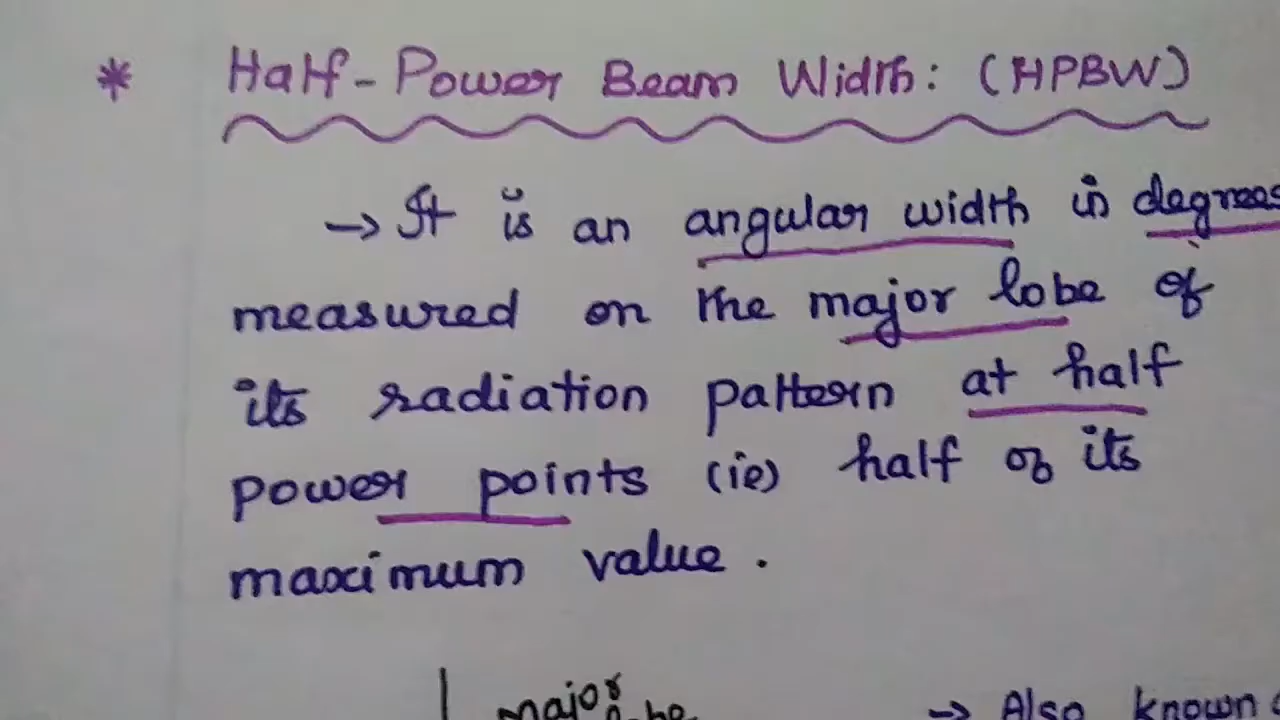 * Half-Power Beam Width: (HPBW)
→ It is an angular width in degrees
measured on the major lobe of
its radiation pattern at half
power points (ie) half of its
maximum value.
major
→ Also known